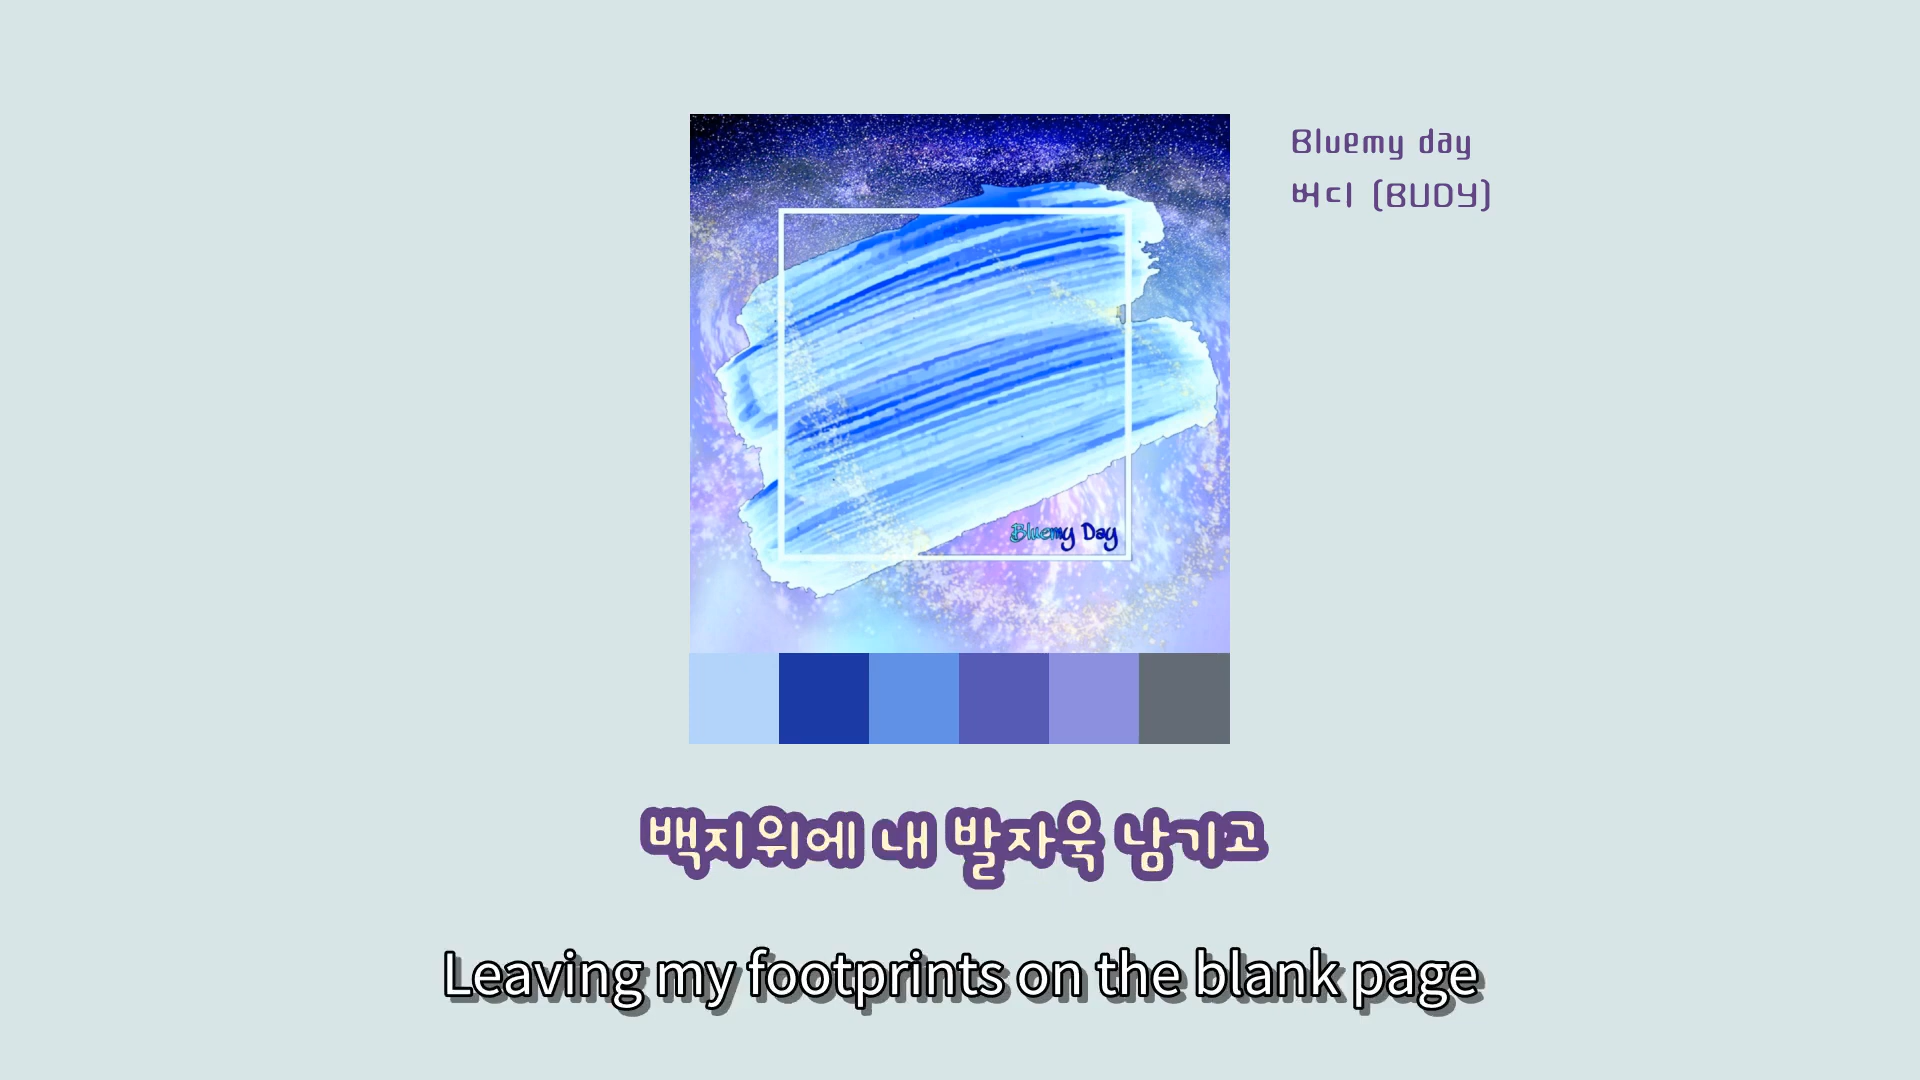 Bluemy day
버디 (BUDY)
Bluemy Day
백지위에 내 발자욱 남기고
Leaving my footprints on the blank page